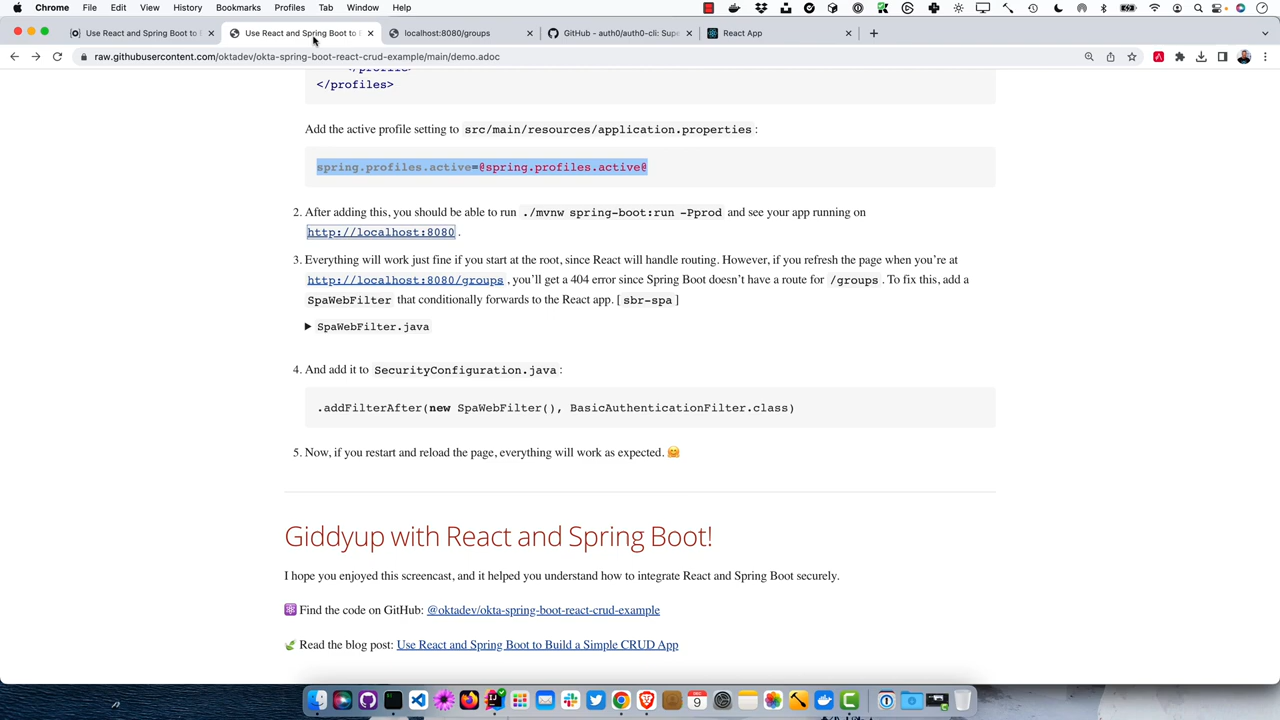 Chrome File Edit View History Bookmarks Profiles Tab Window Help
Use React and Spring Boot to
Use React and Spring Boot to
localhost:8080/groups
GitHub - auth0/auth0-cli: Supe
React App
raw.githubusercontent.com/oktadev/okta-spring-boot-react-crud-example/main/demo.adoc
</profiles>
Add the active profile setting to src/main/resources/application.properties:
spring.profiles.active=@spring.profiles.active@
2. After adding this, you should be able to run ./mvnw spring-boot:run -Pprod and see your app running on
http://localhost:8080.
3. Everything will work just fine if you start at the root, since React will handle routing. However, if you refresh the page when you're at
http://localhost:8080/groups, you'll get a 404 error since Spring Boot doesn't have a route for /groups. To fix this, add a
SpaWebFilter that conditionally forwards to the React app. [sbr-spa]
SpaWebFilter.java
4. And add it to SecurityConfiguration.java:
.addFilterAfter(new SpaWebFilter(), BasicAuthenticationFilter.class)
5. Now, if you restart and reload the page, everything will work as expected. 🤗
Giddyup with React and Spring Boot!
I hope you enjoyed this screencast, and it helped you understand how to integrate React and Spring Boot securely.
⚛️ Find the code on GitHub: @oktadev/okta-spring-boot-react-crud-example
🍃 Read the blog post: Use React and Spring Boot to Build a Simple CRUD App